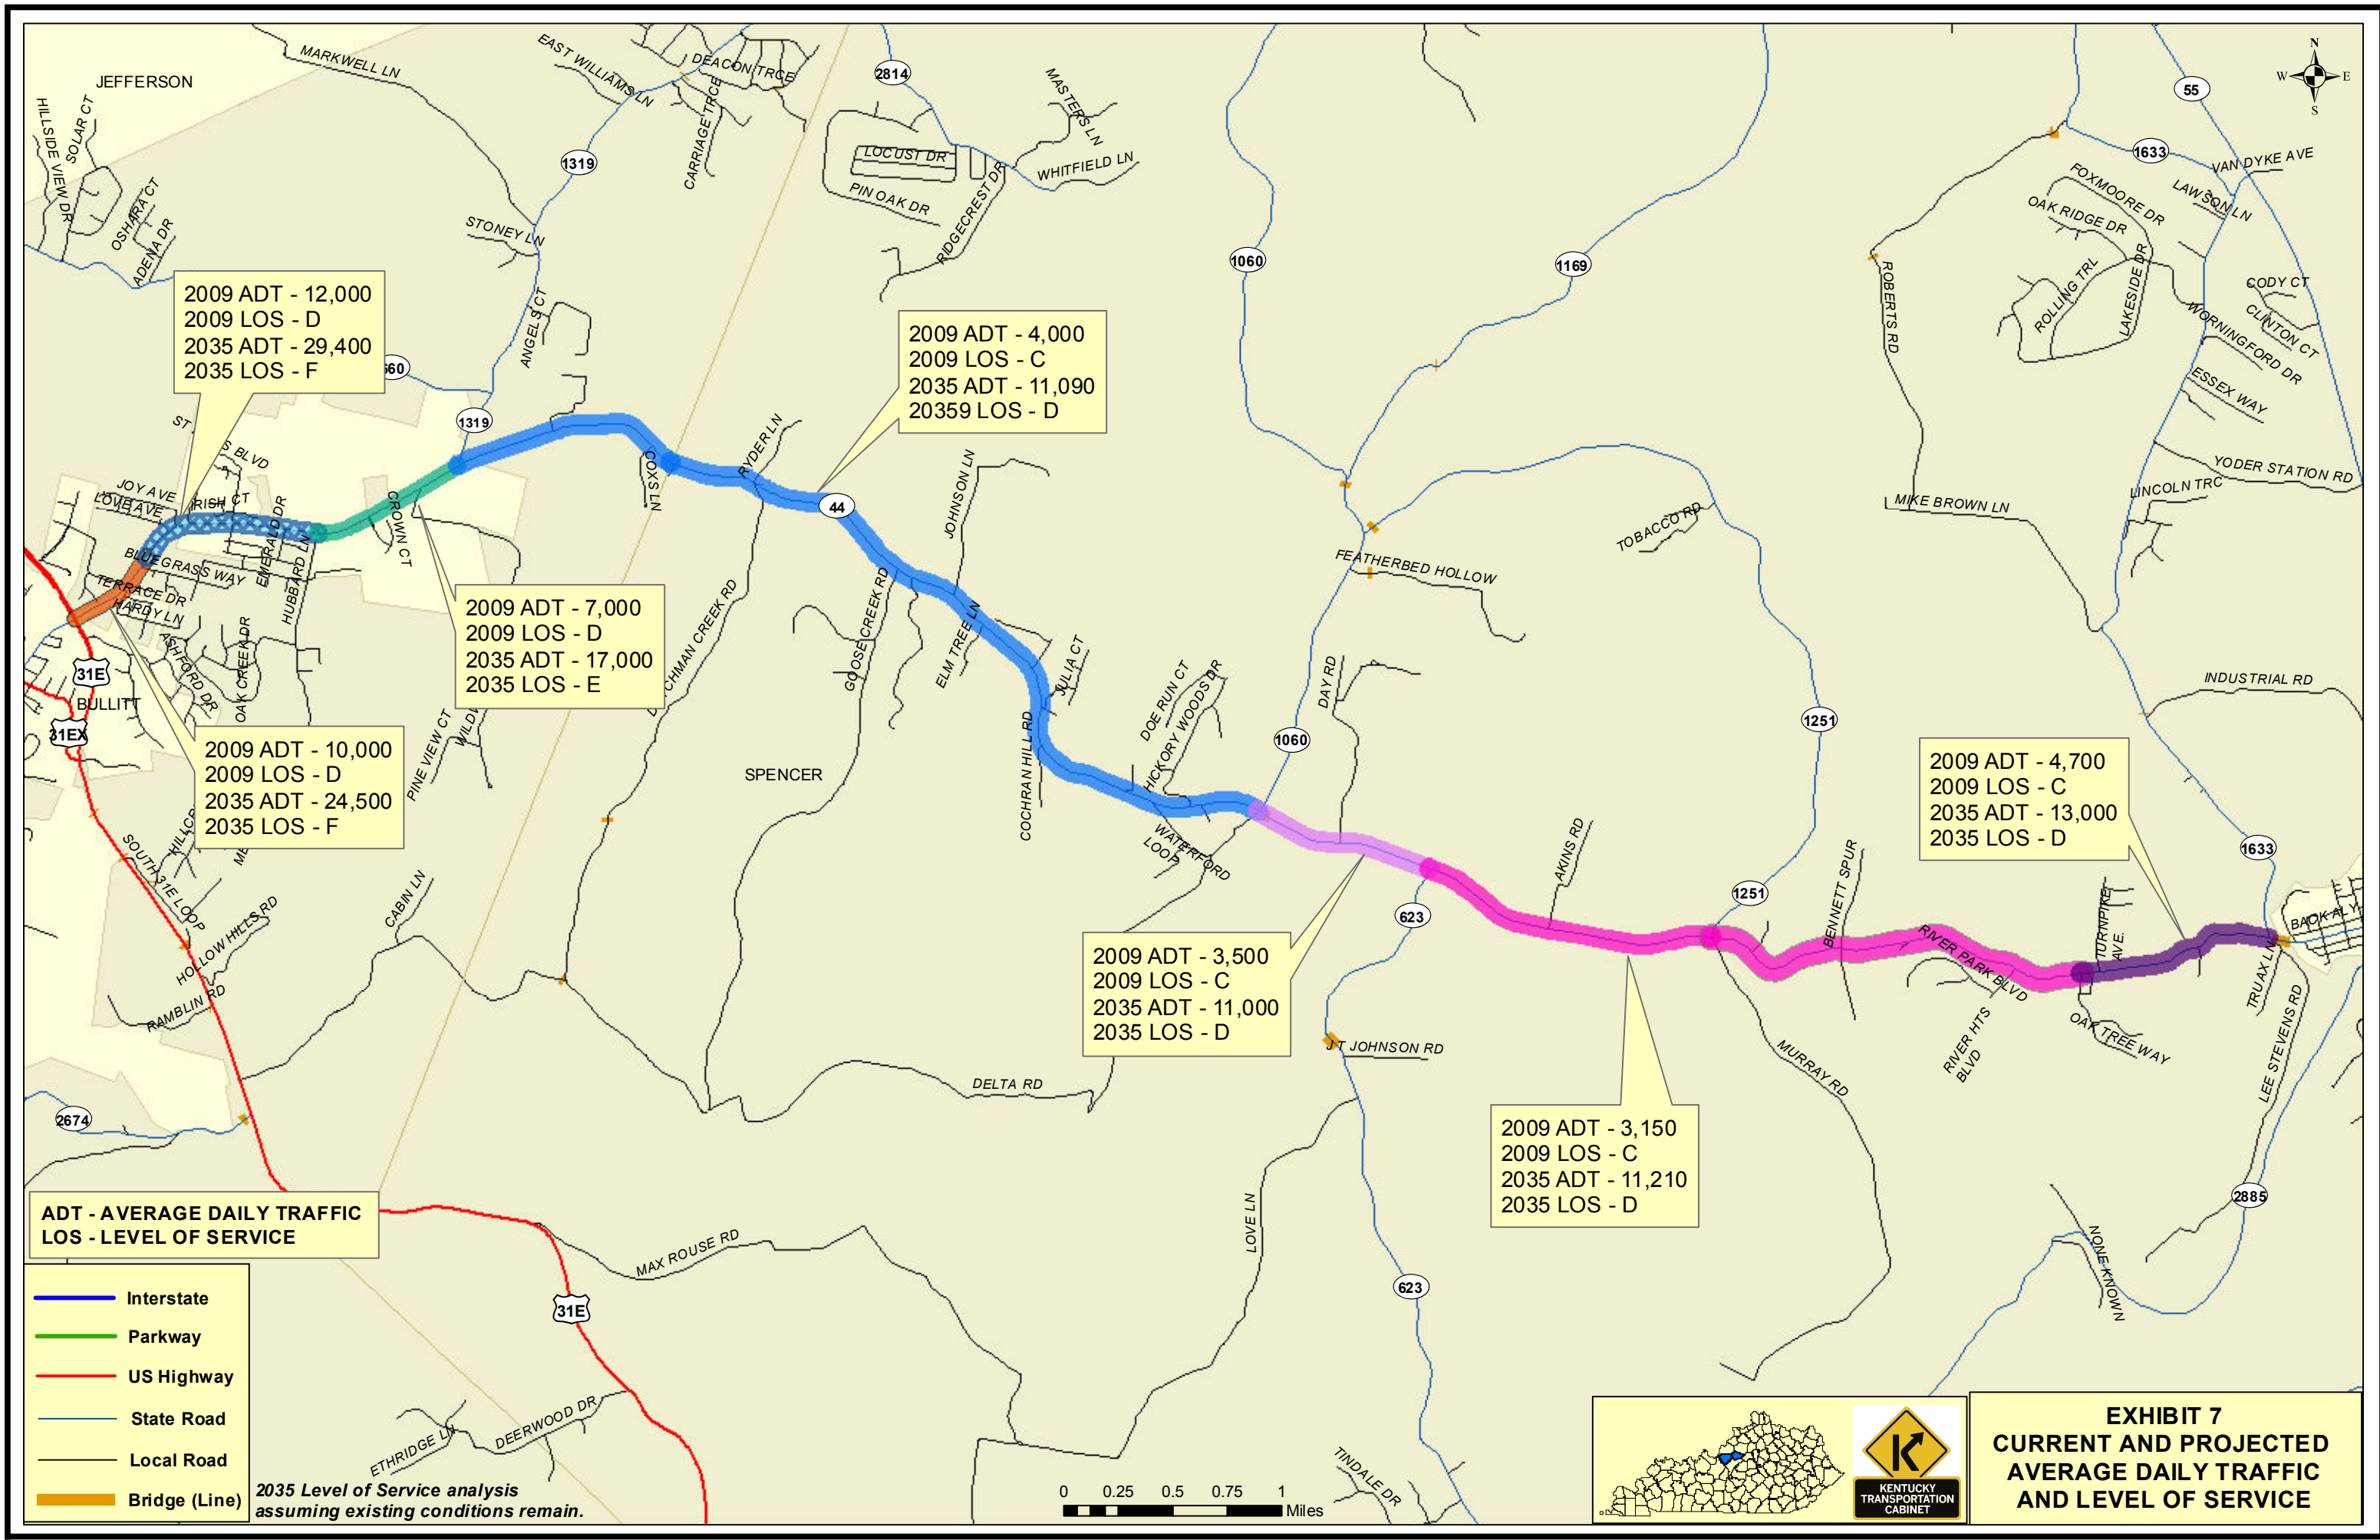 JEFFERSON
MARKWELL LN
EAST WILLIAMS LN
DEACON TRCE
CARRIAGE TRCE
2814
MASTERS LN
WHITFIELD LN
LOCUST DR
PIN OAK DR
RIDGECREST DR
HILLSIDE VIEW DR
SOLAR CT
OSHARA CT
ADENA DR
1319
STONEY LN
ANGELS CT
1060
1169
55
N
W
E
S
1633
VAN DYKE AVE
LAWSON LN
FOXMOORE DR
OAK RIDGE DR
ROLLING TRL
LAKESIDE DR
ROBERTS RD
CODY CT
CLINTON CT
WORNINGFORD DR
ESSEX WAY
YODER STATION RD
LINCOLN TRC
MIKE BROWN LN
2009 ADT - 12,000
2009 LOS - D
2035 ADT - 29,400
2035 LOS - F
60
1319
2009 ADT - 4,000
2009 LOS - C
2035 ADT - 11,090
20359 LOS - D
ST
S BLVD
JOY AVE
LOVE AVE
IRISH CT
EMERALD DR
HUBBARD LN
CROWN CT
BLUEGRASS WAY
TERRACE DR
HARDY LN
ASHFORD DR
OAK CREEK DR
COXS LN
RYDER LN
44
JOHNSON LN
TOBACCO RD
FEATHERBED HOLLOW
2009 ADT - 7,000
2009 LOS - D
2035 ADT - 17,000
2035 LOS - E
CHMAN CREEK RD
GOOSE CREEK RD
ELM TREE LN
JULIA CT
COCHRAN HILL RD
DOE RUN CT
HICKORY WOODS DR
DAY RD
1060
1251
INDUSTRIAL RD
31E
BULLITT
31EX
2009 ADT - 10,000
2009 LOS - D
2035 ADT - 24,500
2035 LOS - F
PINE VIEW CT
WILDW
SPENCER
WATERFORD
LOOP
AKINS RD
1251
BENNETT SPUR
2009 ADT - 4,700
2009 LOS - C
2035 ADT - 13,000
2035 LOS - D
1633
BACK ALY
HILLCR
ME
SOUTH 31E LOOP
HOLLOW HILLS RD
RAMBLIN RD
CABIN LN
623
2009 ADT - 3,500
2009 LOS - C
2035 ADT - 11,000
2035 LOS - D
RIVER PARK BLVD
TURNPIKE
AVE.
TRUAX LN
LEE STEVENS RD
OAK TREE WAY
RIVER HTS
BLVD
J T JOHNSON RD
MURRAY RD
DELTA RD
2674
2009 ADT - 3,150
2009 LOS - C
2035 ADT - 11,210
2035 LOS - D
2885
NONE KNOWN
LOVE LN
MAX ROUSE RD
623
31E
ADT - AVERAGE DAILY TRAFFIC
LOS - LEVEL OF SERVICE
Interstate
Parkway
US Highway
State Road
Local Road
Bridge (Line)
ETHRIDGE LN
DEERWOOD DR
2035 Level of Service analysis
assuming existing conditions remain.
0 0.25 0.5 0.75 1
Miles
TINDALE DR
KENTUCKY
TRANSPORTATION
CABINET
EXHIBIT 7
CURRENT AND PROJECTED
AVERAGE DAILY TRAFFIC
AND LEVEL OF SERVICE